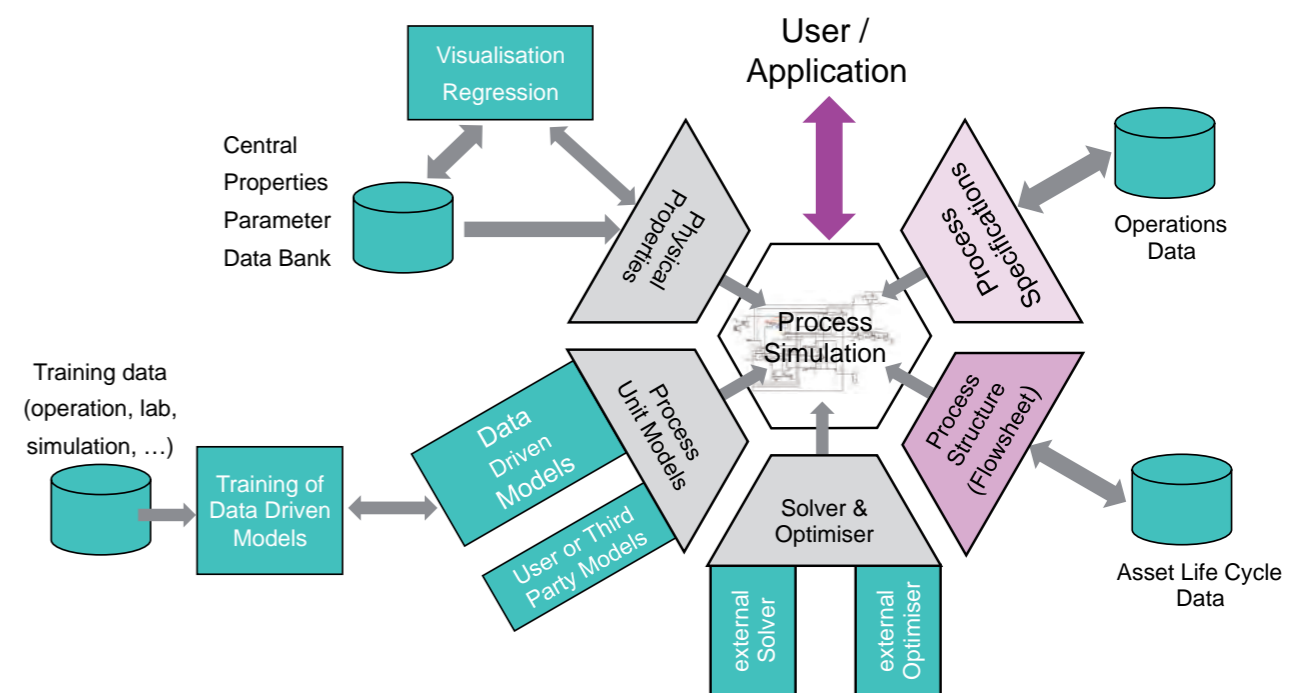 User /
Application
Visualisation
Regression
Central
Properties
Parameter
Data Bank
Physical
Properties
Process
Specifications
Operations
Data
Process
Simulation
Training data
(operation, lab,
simulation, …)
Training of
Data Driven
Models
Data
Driven
Models
User or Third
Party Models
Process
Unit Models
Solver &
Optimiser
external
Solver
external
Optimiser
Process
Structure
(Flowsheet)
Asset Life Cycle
Data